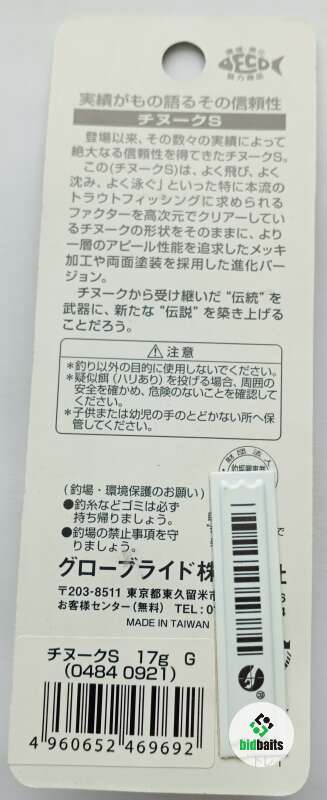 環境・資化
ECO
協力商品
実績がもの語るその信頼性
チヌークS
登場以来、その数々の実績によって
絶大なる信頼性を得てきたチヌークS。
この(チヌークS)は、よく飛び、よく
沈み、よく泳ぐ"といった特に本流の
トラウトフィッシングに求められる
ファクターを高次元でクリアーしてい
るチヌークの形状をそのままに、より
一層のアピール性能を追求したメッキ
加工や両面塗装を採用した進化バー
ジョン。
チヌークから受け継いだ"伝統"を
武器に、新たな"伝説"を築き上げる
ことだろう。
⚠注意
*釣り以外の目的に使用しないでください。
*疑似餌(ハリあり)を投げる場合、周囲の
安全を確かめ、危険のないことを確認して
ください。
*子供または幼児の手のとどかない所へ保
管してください。
財団法人
(釣場・環境保護のお願い)
●釣糸などゴミは必ず
持ち帰りましょう。
●釣場の禁止事項を守
りましょう。
グローブライド株 社
〒203-8511 東京都東久留米市
お客様センター(無料) TEL:0
MADE IN TAIWAN
チヌークS 17g G
(0484 0921)
4 960652 469692
bidbaits